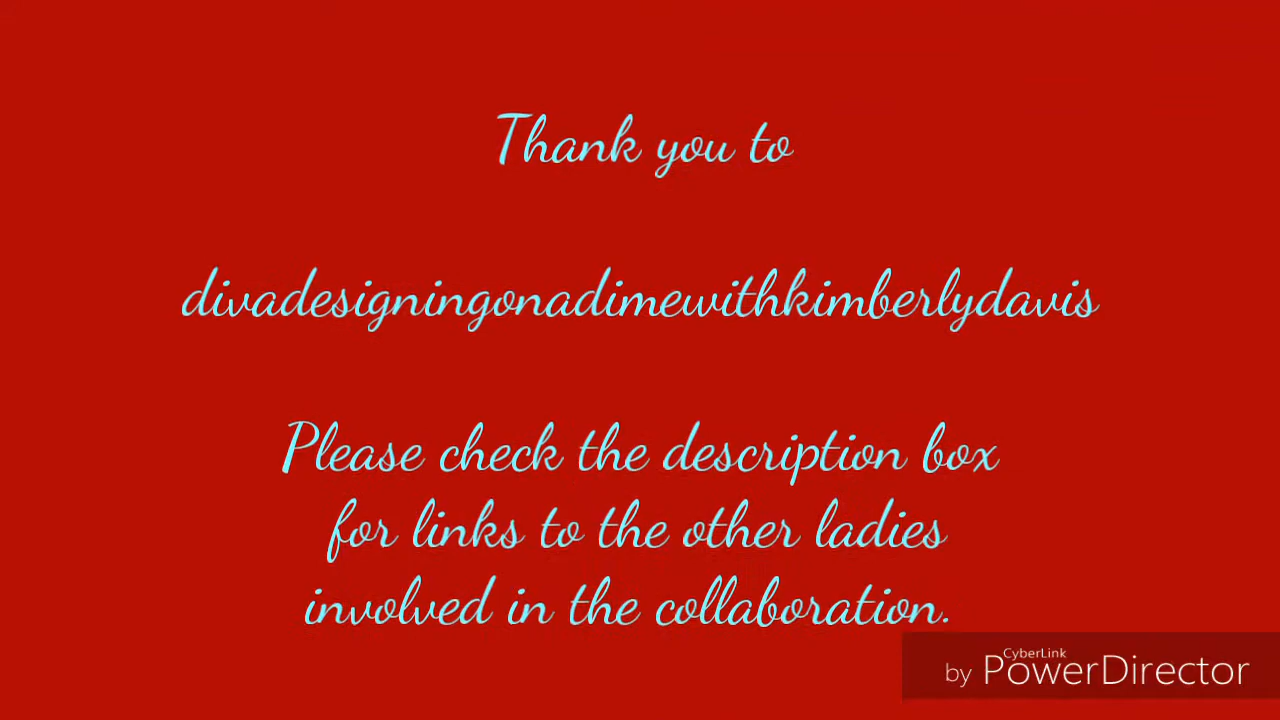 Thank you to
divadesigningonadimewithkimberlydavis
Please check the description box
for links to the other ladies
involved in the collaboration.
CyberLink
by PowerDirector